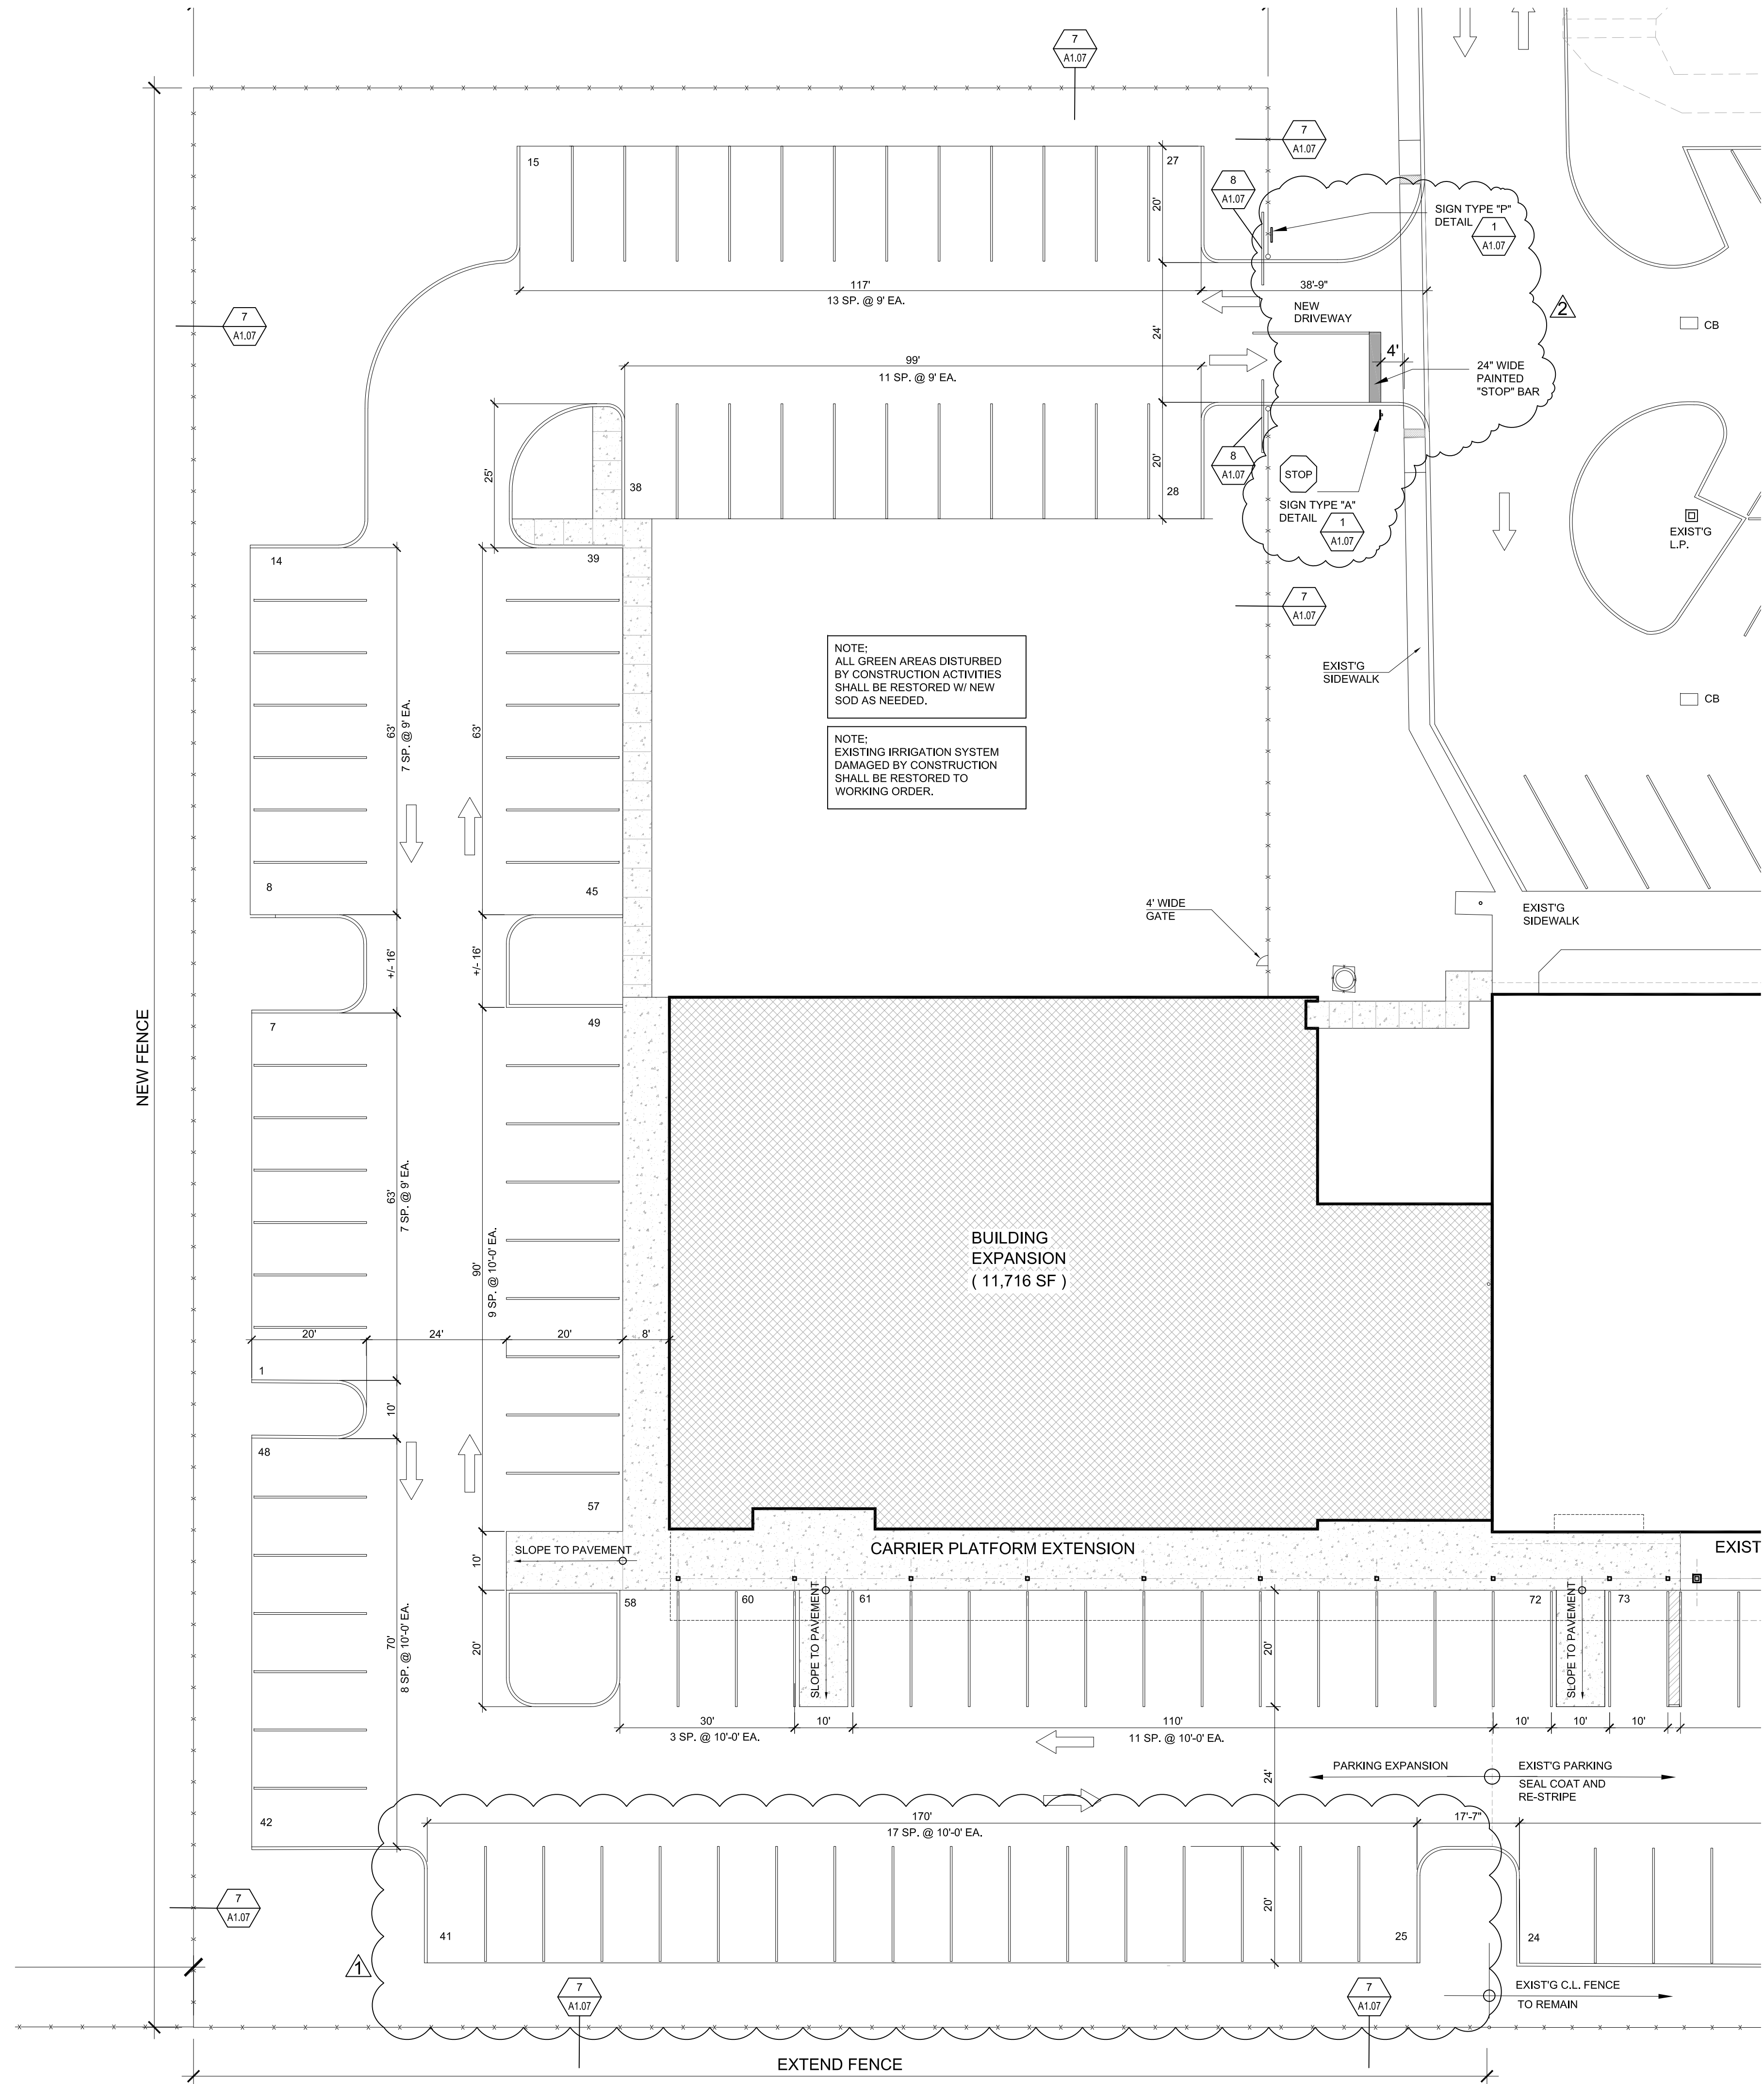 7
A1.07
7
A1.07
15
27
8
A1.07
20'
SIGN TYPE "P"
DETAIL
1
A1.07
117'
13 SP. @ 9' EA.
38'-9"
NEW
DRIVEWAY
2
7
A1.07
CB
24'
4'
99'
11 SP. @ 9' EA.
24" WIDE
PAINTED
"STOP" BAR
25'
20'
38
28
8
A1.07
STOP
SIGN TYPE "A"
DETAIL
1
A1.07
EXIST'G
L.P.
14
39
7
A1.07
NOTE;
ALL GREEN AREAS DISTURBED
BY CONSTRUCTION ACTIVITIES
SHALL BE RESTORED W/ NEW
SOD AS NEEDED.
EXIST'G
SIDEWALK
CB
63'
7 SP. @ 9' EA.
63'
NOTE;
EXISTING IRRIGATION SYSTEM
DAMAGED BY CONSTRUCTION
SHALL BE RESTORED TO
WORKING ORDER.
8
45
4' WIDE
GATE
EXIST'G
SIDEWALK
+/- 16'
+/- 16'
7
49
NEW FENCE
63'
7 SP. @ 9' EA.
90'
9 SP. @ 10'-0' EA.
BUILDING
EXPANSION
( 11,716 SF )
20'
24'
20'
8'
1
10'
48
57
SLOPE TO PAVEMENT
10'
CARRIER PLATFORM EXTENSION
EXIST
58
60
SLOPE TO PAVEMENT
61
72
SLOPE TO PAVEMENT
73
70'
8 SP. @ 10'-0' EA.
20'
20'
30'
3 SP. @ 10'-0' EA.
10'
110'
11 SP. @ 10'-0' EA.
10'
10'
10'
24'
PARKING EXPANSION
EXIST'G PARKING
SEAL COAT AND
RE-STRIPE
42
170'
17 SP. @ 10'-0' EA.
17'-7"
7
A1.07
20'
41
25
24
1
7
A1.07
7
A1.07
EXIST'G C.L. FENCE
TO REMAIN
EXTEND FENCE